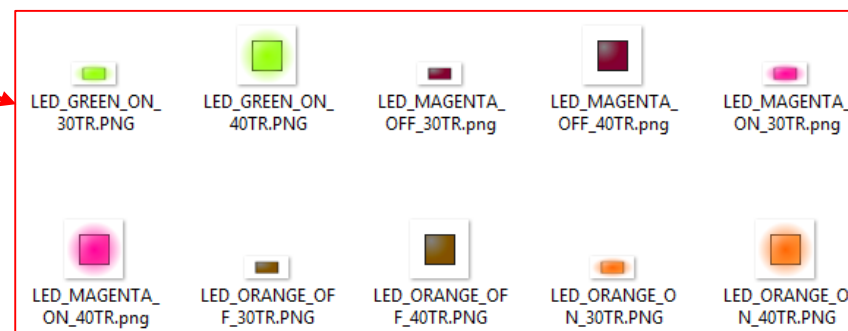 LED_GREEN_ON_
30TR.PNG
LED_GREEN_ON_
40TR.PNG
LED_MAGENTA_
OFF_30TR.png
LED_MAGENTA_
OFF_40TR.png
LED_MAGENTA_
ON_30TR.png
LED_MAGENTA_
ON_40TR.png
LED_ORANGE_OF
F_30TR.PNG
LED_ORANGE_OF
F_40TR.PNG
LED_ORANGE_O
N_30TR.PNG
LED_ORANGE_O
N_40TR.PNG